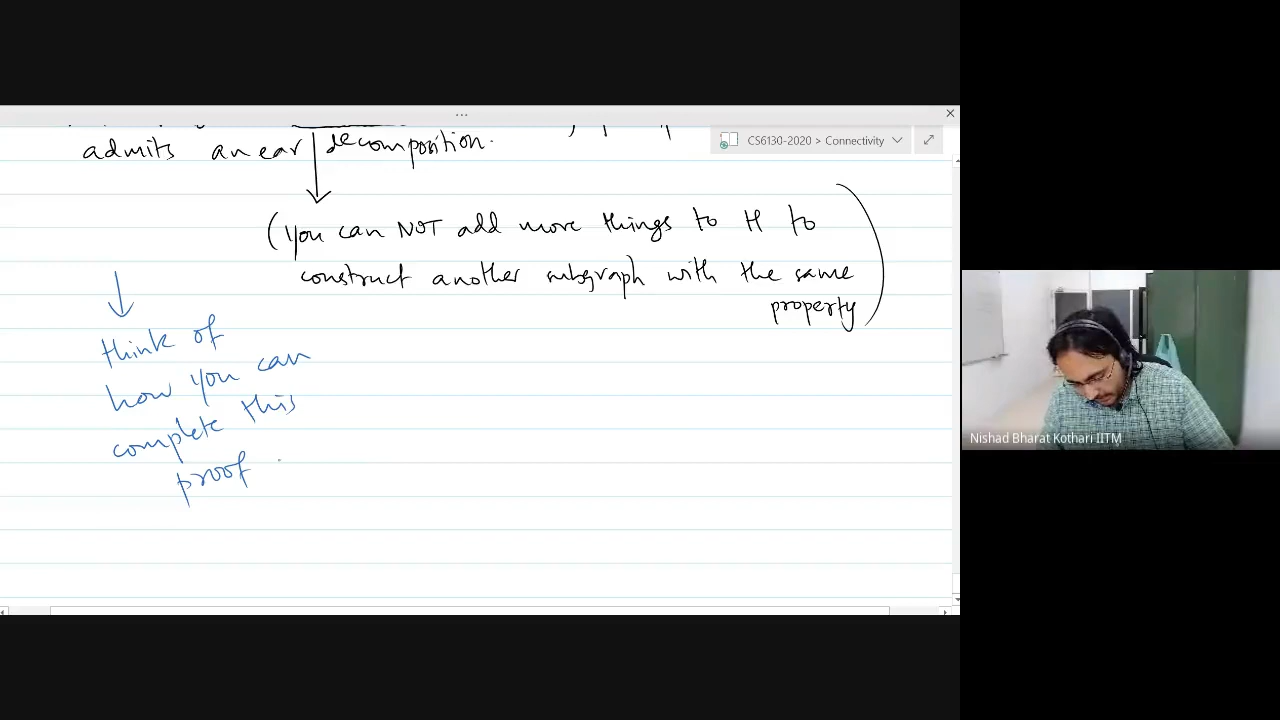 CS6130-2020 > Connectivity
admits an ear decomposition.
(you can NOT add more things to H to
construct another subgraph with the same
property)
think of
how you can
complete this
proof
Nishad Bharat Kothari IITM